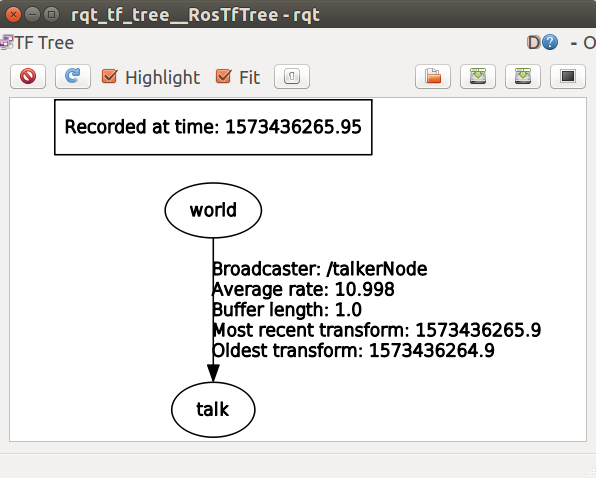 rqt_tf_tree__RosTfTree - rqt
TF Tree
D? - O
Highlight
Fit
1
Recorded at time: 1573436265.95
world
Broadcaster: /talkerNode
Average rate: 10.998
Buffer length: 1.0
Most recent transform: 1573436265.9
Oldest transform: 1573436264.9
talk